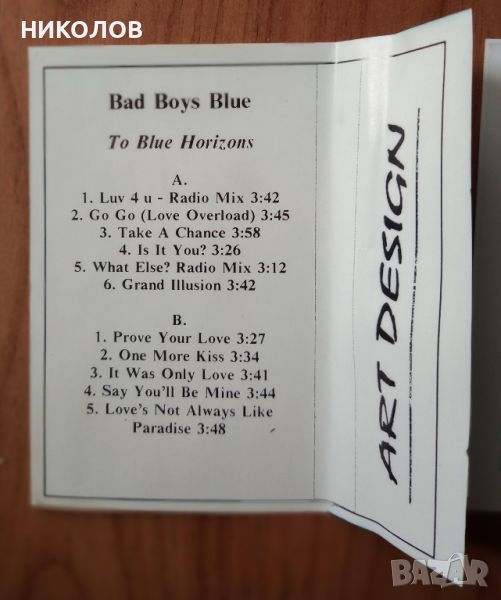 НИКОЛОВ
Bad Boys Blue
To Blue Horizons
A.
1. Luv 4 u - Radio Mix 3:42
2. Go Go (Love Overload) 3:45
3. Take A Chance 3:58
4. Is It You? 3:26
5. What Else? Radio Mix 3:12
6. Grand Illusion 3:42
B.
1. Prove Your Love 3:27
2. One More Kiss 3:34
3. It Was Only Love 3:41
4. Say You'll Be Mine 3:44
5. Love's Not Always Like
Paradise 3:48
ART DESIGN
BAZAR